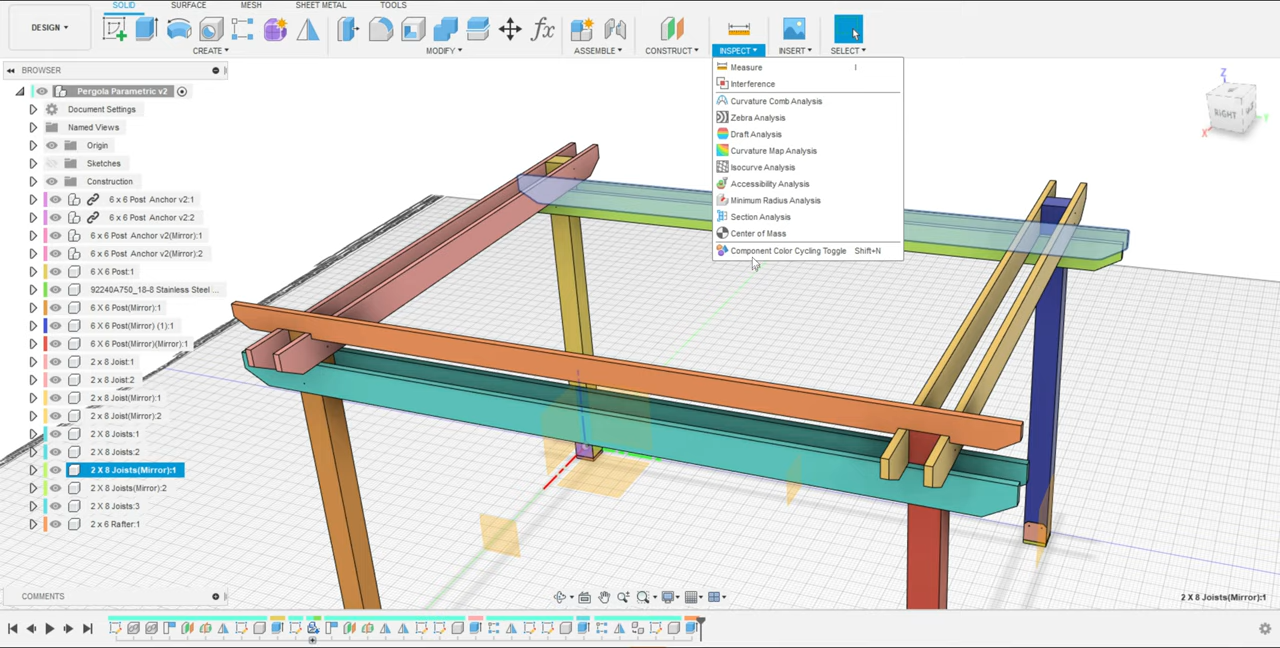 SOLID SURFACE MESH SHEET METAL TOOLS
DESIGN ▾
CREATE ▾ MODIFY ▾ ASSEMBLE ▾ CONSTRUCT ▾ INSPECT ▾ INSERT ▾ SELECT ▾
fx
BROWSER
Pergola Parametric v2
Document Settings
Named Views
Origin
Sketches
Construction
6 x 6 Post Anchor v2:1
6 x 6 Post Anchor v2:2
6 x 6 Post Anchor v2(Mirror):1
6 x 6 Post Anchor v2(Mirror):2
6 X 6 Post:1
92240A750_18-8 Stainless Steel ...
6 X 6 Post(Mirror):1
6 X 6 Post(Mirror) (1):1
6 X 6 Post(Mirror)(Mirror):1
2 x 8 Joist:1
2 x 8 Joist:2
2 x 8 Joist(Mirror):1
2 x 8 Joist(Mirror):2
2 X 8 Joists:1
2 X 8 Joists:2
2 X 8 Joists(Mirror):1
2 X 8 Joists(Mirror):2
2 X 8 Joists:3
2 x 6 Rafter:1
Measure I
Interference
Curvature Comb Analysis
Zebra Analysis
Draft Analysis
Curvature Map Analysis
Isocurve Analysis
Accessibility Analysis
Minimum Radius Analysis
Section Analysis
Center of Mass
Component Color Cycling Toggle Shift+N
Z
RIGHT
X
Y
COMMENTS
2 X 8 Joists(Mirror):1